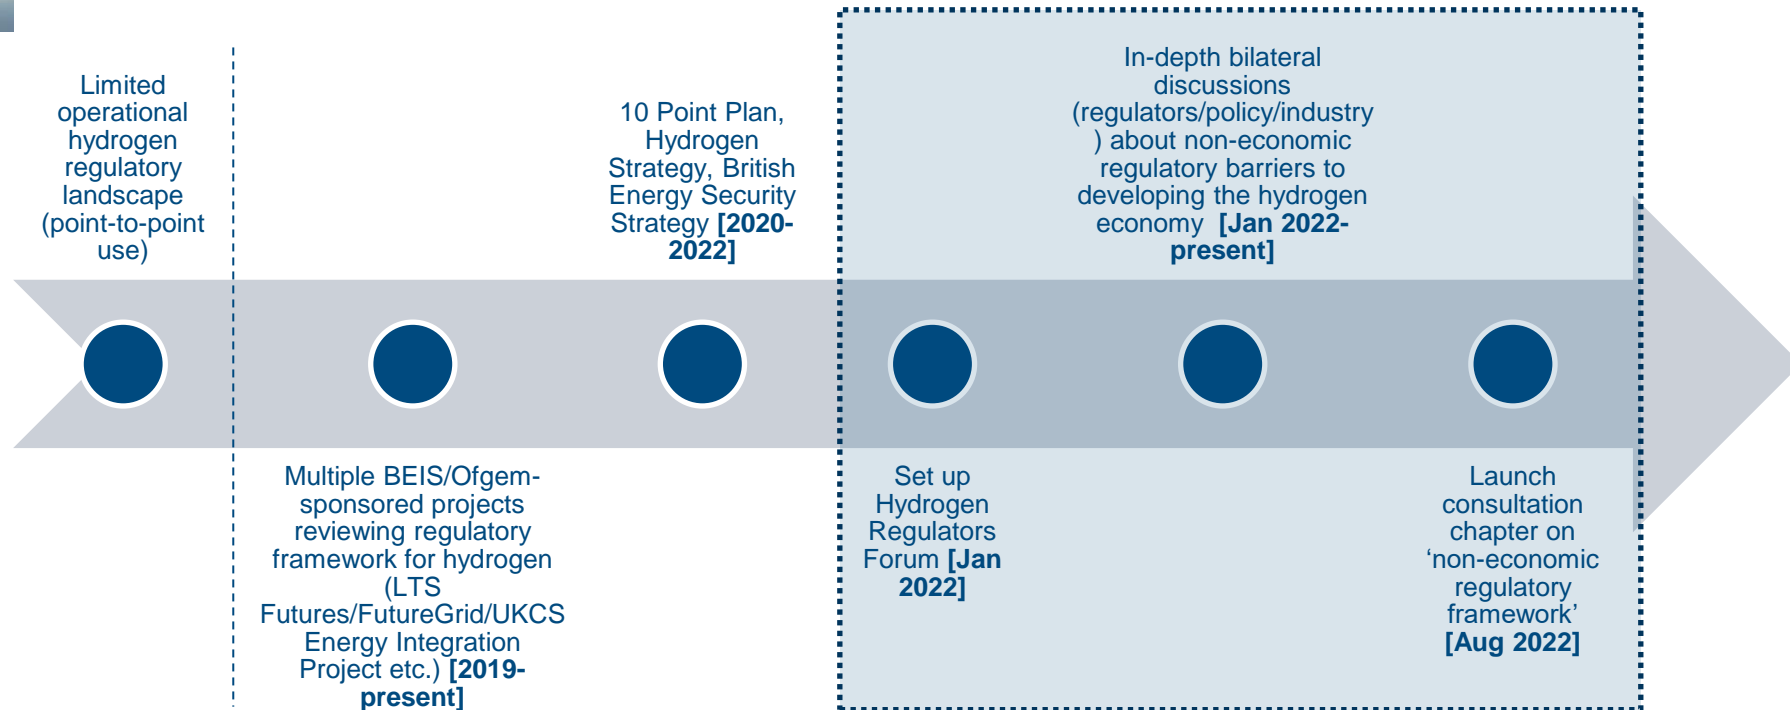 Limited
operational
hydrogen
regulatory
landscape
(point-to-point
use)
Multiple BEIS/Ofgem-
sponsored projects
reviewing regulatory
framework for hydrogen
(LTS
Futures/FutureGrid/UKCS
Energy Integration
Project etc.) [2019-
present]
10 Point Plan,
Hydrogen
Strategy, British
Energy Security
Strategy [2020-
2022]
Set up
Hydrogen
Regulators
Forum [Jan
2022]
In-depth bilateral
discussions
(regulators/policy/industry
) about non-economic
regulatory barriers to
developing the hydrogen
economy [Jan 2022-
present]
Launch
consultation
chapter on
‘non-economic
regulatory
framework’
[Aug 2022]